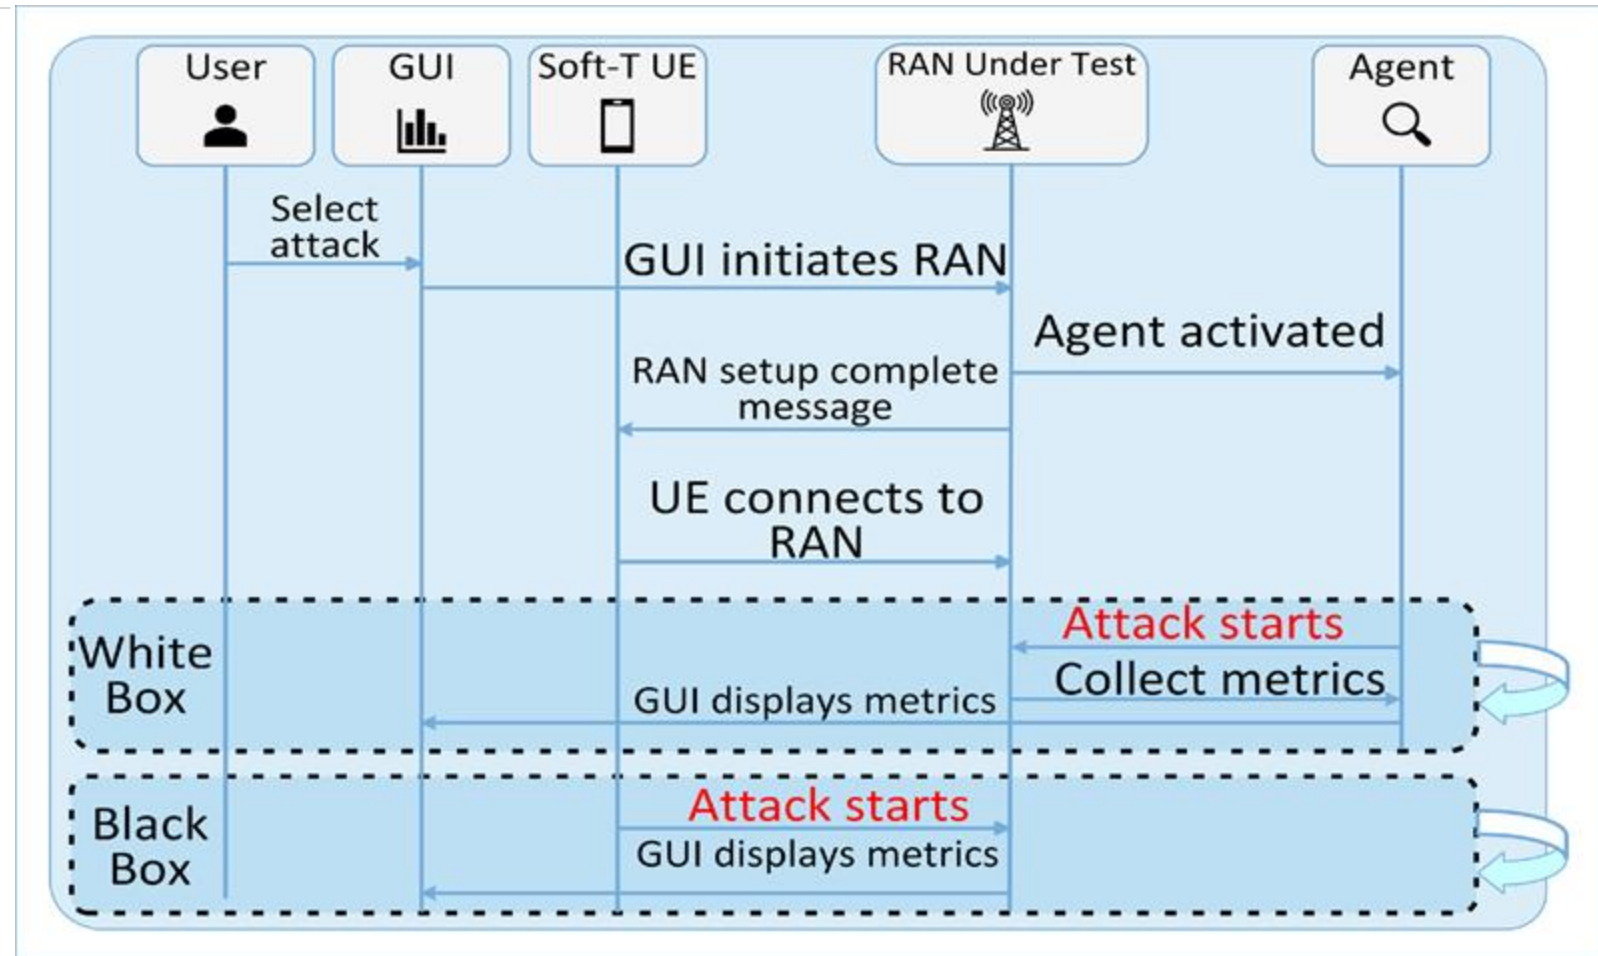 User
GUI
Soft-T UE
RAN Under Test
Agent
Select
attack
GUI initiates RAN
Agent activated
RAN setup complete
message
UE connects to
RAN
White
Box
Attack starts
Collect metrics
GUI displays metrics
Black
Box
Attack starts
GUI displays metrics